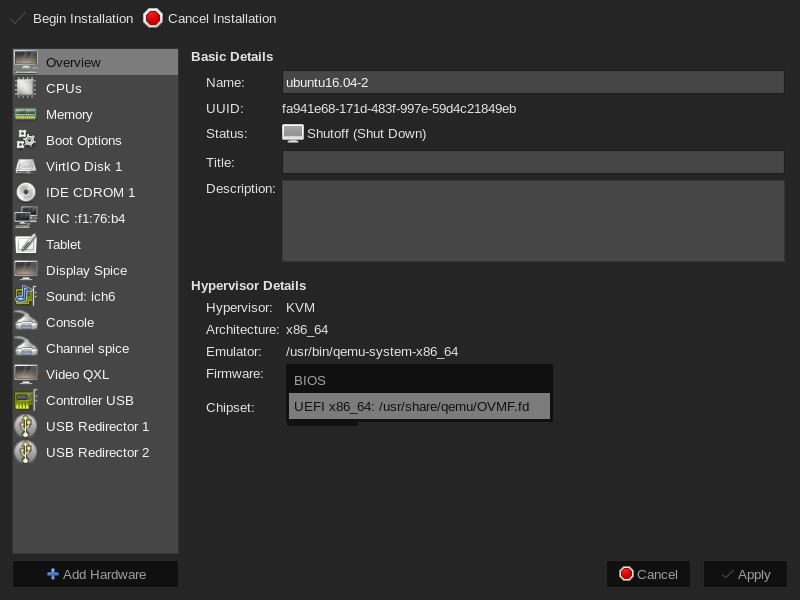 Begin Installation Cancel Installation
Overview
CPUs
Memory
Boot Options
VirtIO Disk 1
IDE CDROM 1
NIC :f1:76:b4
Tablet
Display Spice
Sound: ich6
Console
Channel spice
Video QXL
Controller USB
USB Redirector 1
USB Redirector 2
Add Hardware
Basic Details
Name: ubuntu16.04-2
UUID: fa941e68-171d-483f-997e-59d4c21849eb
Status: Shutoff (Shut Down)
Title:
Description:
Hypervisor Details
Hypervisor: KVM
Architecture: x86_64
Emulator: /usr/bin/qemu-system-x86_64
Firmware: BIOS
UEFI x86_64: /usr/share/qemu/OVMF.fd
Chipset:
Cancel Apply